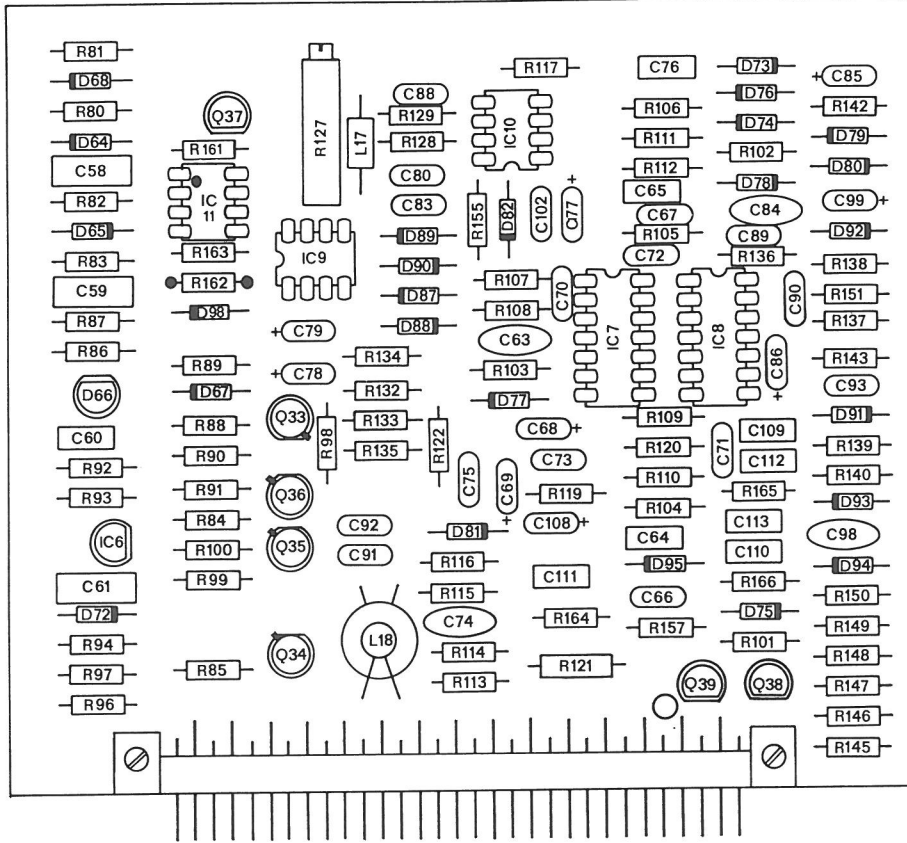 R81
D68
R80
D64
C58
R82
D65
R83
C59
R87
R86
D66
C60
R92
R93
IC6
C61
D72
R94
R97
R96
Q37
R161
IC
11
R163
R162
D98
R89
D67
R88
R90
R91
R84
R100
R99
R85
R127
L17
IC9
+
C79
+
C78
Q33
R98
Q36
Q35
Q34
C88
R129
R128
C80
C83
D89
D90
D87
D88
R134
R132
R133
R135
R122
C92
C91
L18
R117
IC10
R155
D82
C102
+
C77
R107
R108
C70
C63
R103
D77
C68
+
C73
C75
C69
+
R119
C108
+
D81
R116
R115
C74
R114
R113
C111
R164
R121
C76
R106
R111
R112
C65
C67
R105
C72
IC7
IC8
R109
R120
R110
R104
C64
D95
C66
R157
C71
Q39
Q38
D73
D76
D74
R102
D78
C84
C89
R136
C90
C86
+
C109
C112
R165
C113
C110
R166
D75
R101
+
C85
R142
D79
D80
C99
+
D92
R138
R151
R137
R143
C93
D91
R139
R140
D93
C98
D94
R150
R149
R148
R147
R146
R145